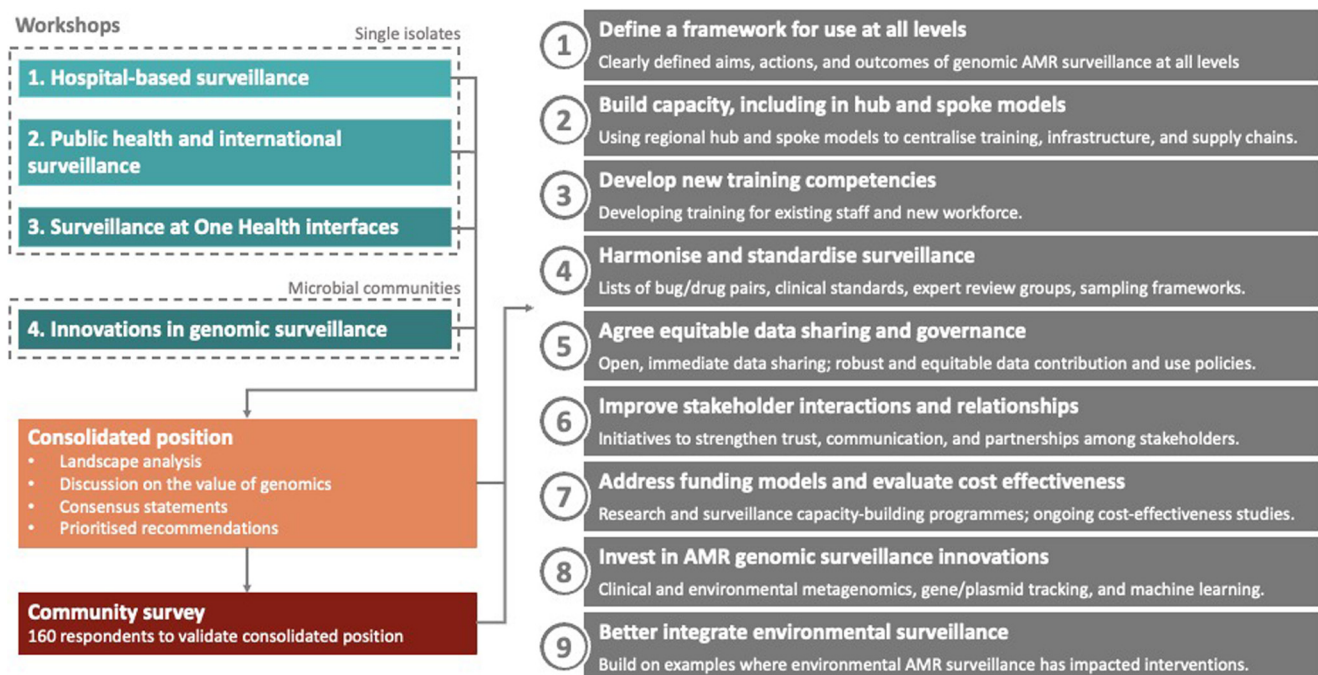 Workshops
Single isolates
1. Hospital-based surveillance
2. Public health and international
surveillance
3. Surveillance at One Health interfaces
Microbial communities
4. Innovations in genomic surveillance
Consolidated position
• Landscape analysis
• Discussion on the value of genomics
• Consensus statements
• Prioritised recommendations
Community survey
160 respondents to validate consolidated position
1
Define a framework for use at all levels
Clearly defined aims, actions, and outcomes of genomic AMR surveillance at all levels
2
Build capacity, including in hub and spoke models
Using regional hub and spoke models to centralise training, infrastructure, and supply chains.
3
Develop new training competencies
Developing training for existing staff and new workforce.
4
Harmonise and standardise surveillance
Lists of bug/drug pairs, clinical standards, expert review groups, sampling frameworks.
5
Agree equitable data sharing and governance
Open, immediate data sharing; robust and equitable data contribution and use policies.
6
Improve stakeholder interactions and relationships
Initiatives to strengthen trust, communication, and partnerships among stakeholders.
7
Address funding models and evaluate cost effectiveness
Research and surveillance capacity-building programmes; ongoing cost-effectiveness studies.
8
Invest in AMR genomic surveillance innovations
Clinical and environmental metagenomics, gene/plasmid tracking, and machine learning.
9
Better integrate environmental surveillance
Build on examples where environmental AMR surveillance has impacted interventions.